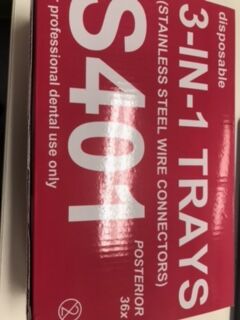 disposable
3-IN-1 TRAYS
(STAINLESS STEEL WIRE CONNECTORS)
S401
POSTERIOR
36x
professional dental use only